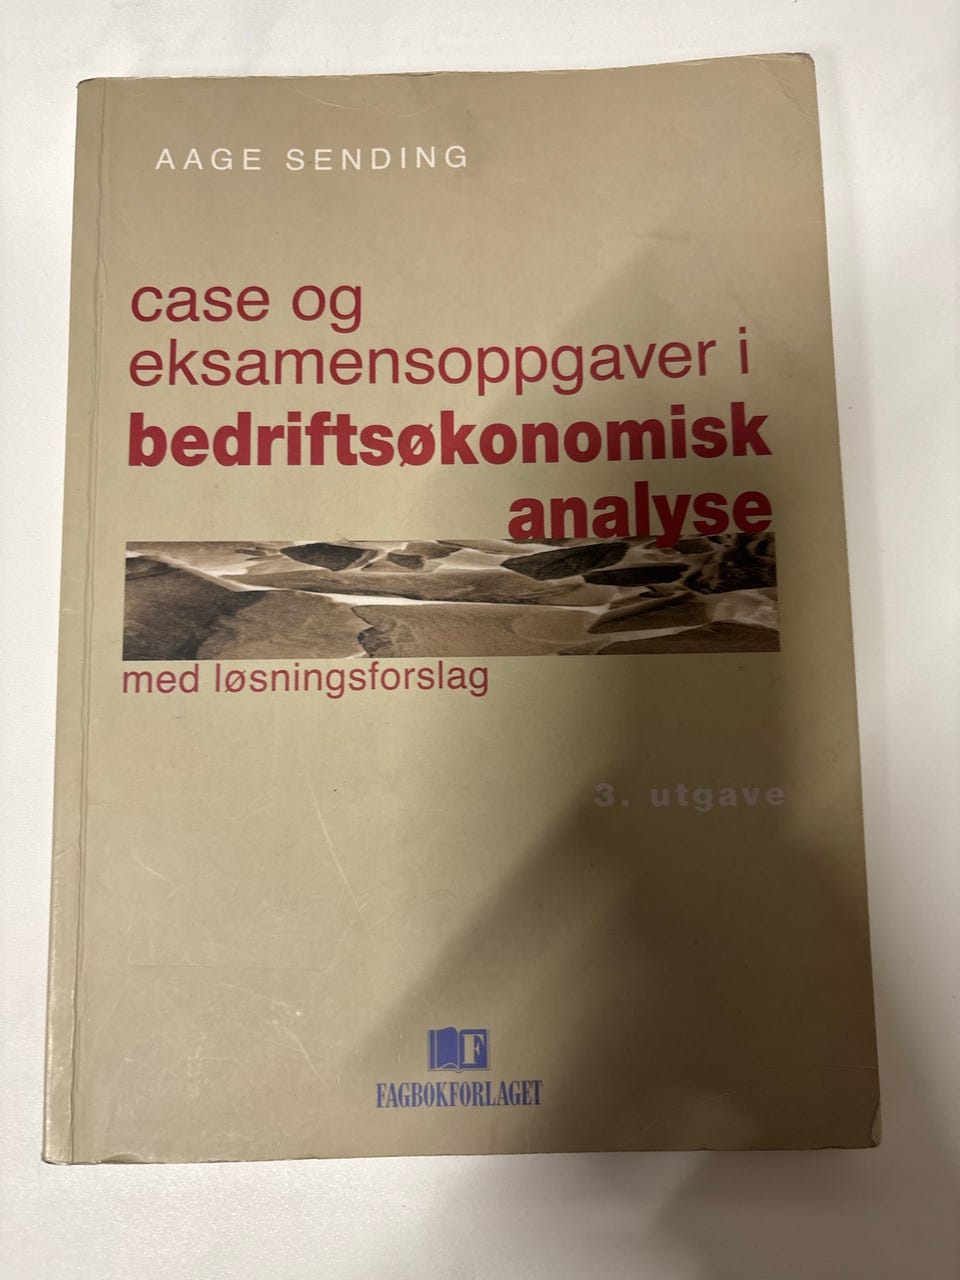 AAGE SENDING
case og
eksamensoppgaver i
bedriftsøkonomisk
analyse
med løsningsforslag
3. utgave
F
FAGBOKFORLAGET